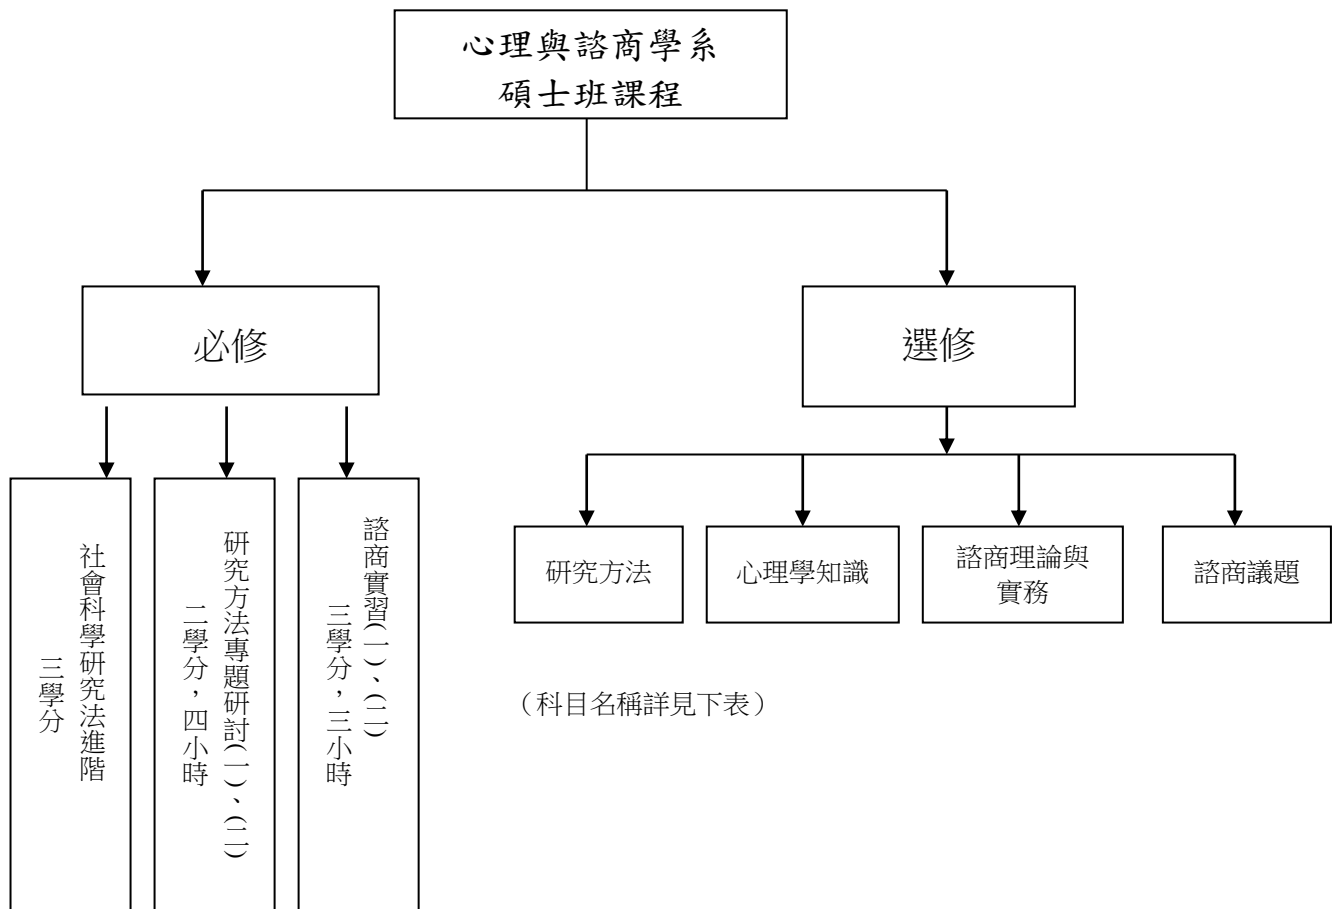 心理與諮商學系
碩士班課程
必修
選修
社會科學研究法進階
三學分
研究方法專題研討(一)、(二)
二學分，四小時
諮商實習(一)、(二)
三學分，三小時
研究方法
心理學知識
諮商理論與
實務
諮商議題
（科目名稱詳見下表）